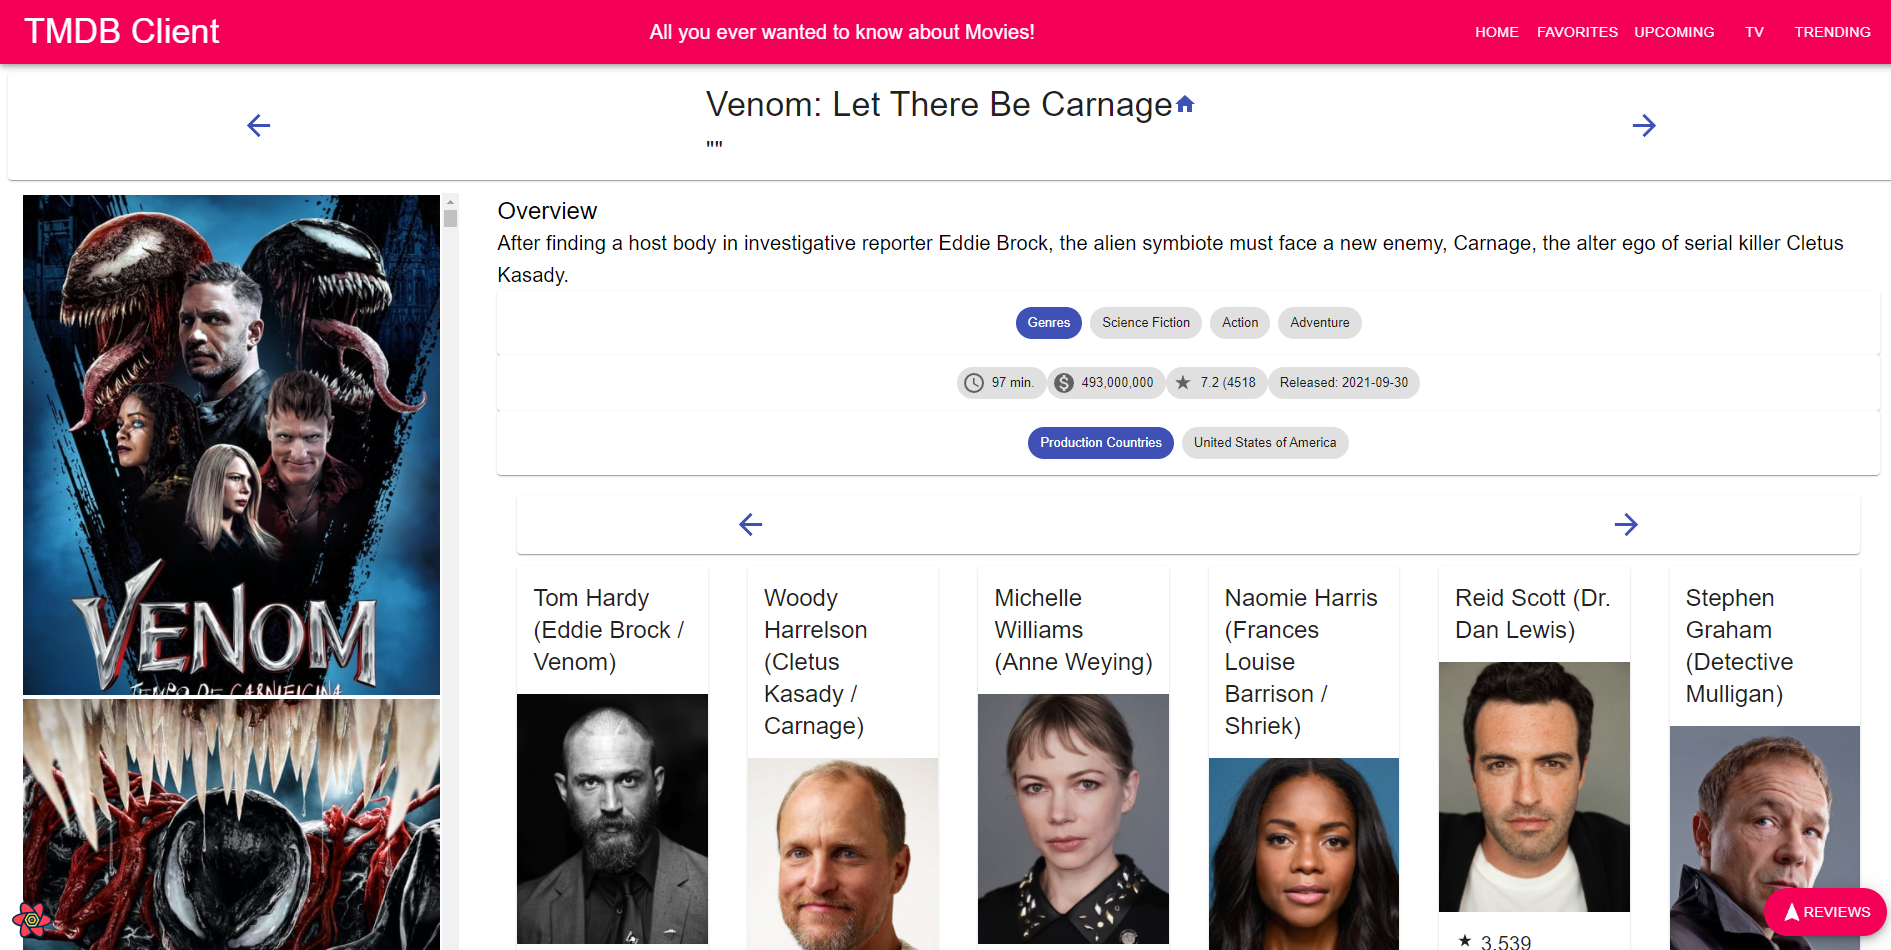 TMDB Client
All you ever wanted to know about Movies!
HOME FAVORITES UPCOMING TV TRENDING
Venom: Let There Be Carnage
""
Overview
After finding a host body in investigative reporter Eddie Brock, the alien symbiote must face a new enemy, Carnage, the alter ego of serial killer Cletus
Kasady.
Genres Science Fiction Action Adventure
97 min. 493,000,000 7.2 (4518 Released: 2021-09-30
Production Countries United States of America
VENOM
TEMPO DE CARNIFICINA
Tom Hardy
(Eddie Brock /
Venom)
Woody
Harrelson
(Cletus
Kasady /
Carnage)
Michelle
Williams
(Anne Weying)
Naomie Harris
(Frances
Louise
Barrison /
Shriek)
Reid Scott (Dr.
Dan Lewis)
★ 3.539
Stephen
Graham
(Detective
Mulligan)
REVIEWS